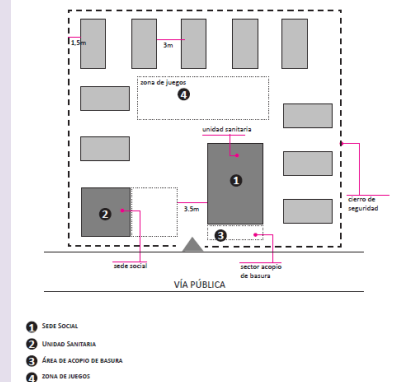 1,5m
3m
zona de juegos
4
unidad sanitaria
1
cierro de
seguridad
2
3.5m
3
sede social
sector acopio
de basura
VÍA PÚBLICA
1 SEDE SOCIAL
2 UNIDAD SANITARIA
3 ÁREA DE ACOPIO DE BASURA
4 ZONA DE JUEGOS